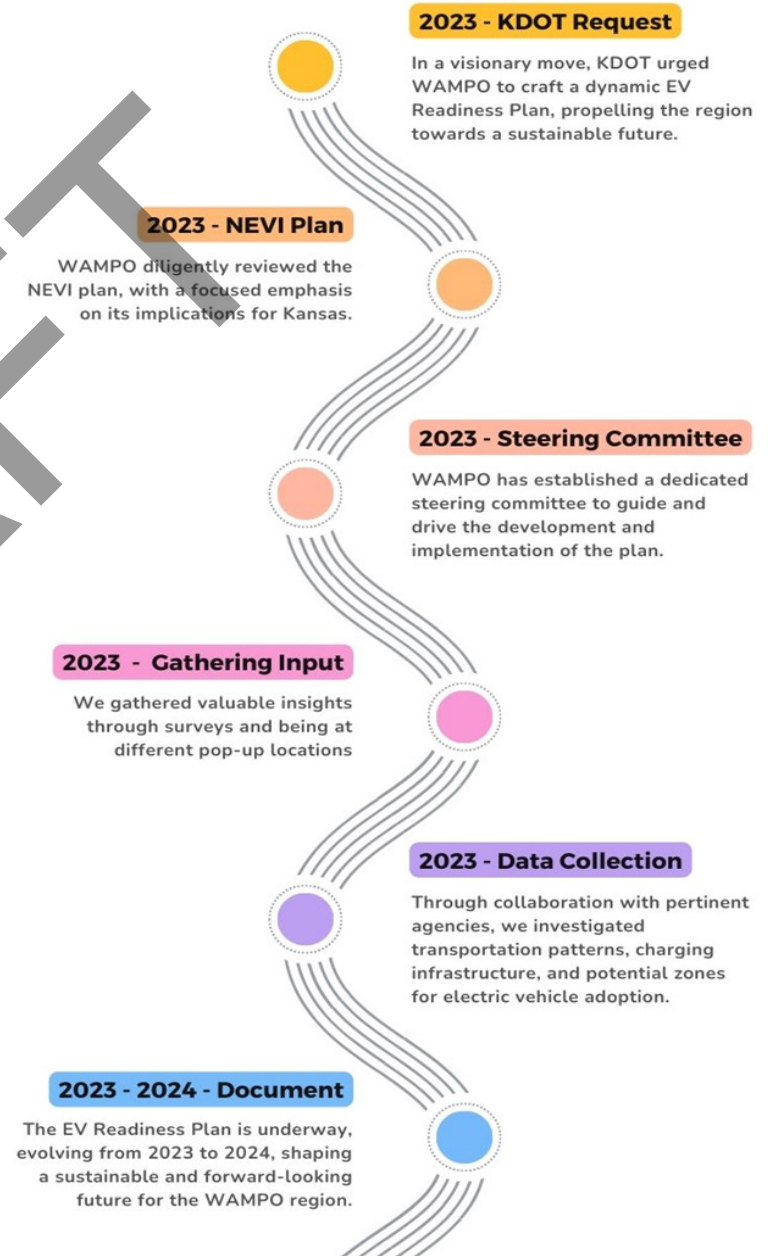 2023 - KDOT Request
In a visionary move, KDOT urged
WAMPO to craft a dynamic EV
Readiness Plan, propelling the region
towards a sustainable future.
2023 - NEVI Plan
WAMPO diligently reviewed the
NEVI plan, with a focused emphasis
on its implications for Kansas.
2023 - Steering Committee
WAMPO has established a dedicated
steering committee to guide and
drive the development and
implementation of the plan.
2023 - Gathering Input
We gathered valuable insights
through surveys and being at
different pop-up locations
2023 - Data Collection
Through collaboration with pertinent
agencies, we investigated
transportation patterns, charging
infrastructure, and potential zones
for electric vehicle adoption.
2023 - 2024 - Document
The EV Readiness Plan is underway,
evolving from 2023 to 2024, shaping
a sustainable and forward-looking
future for the WAMPO region.